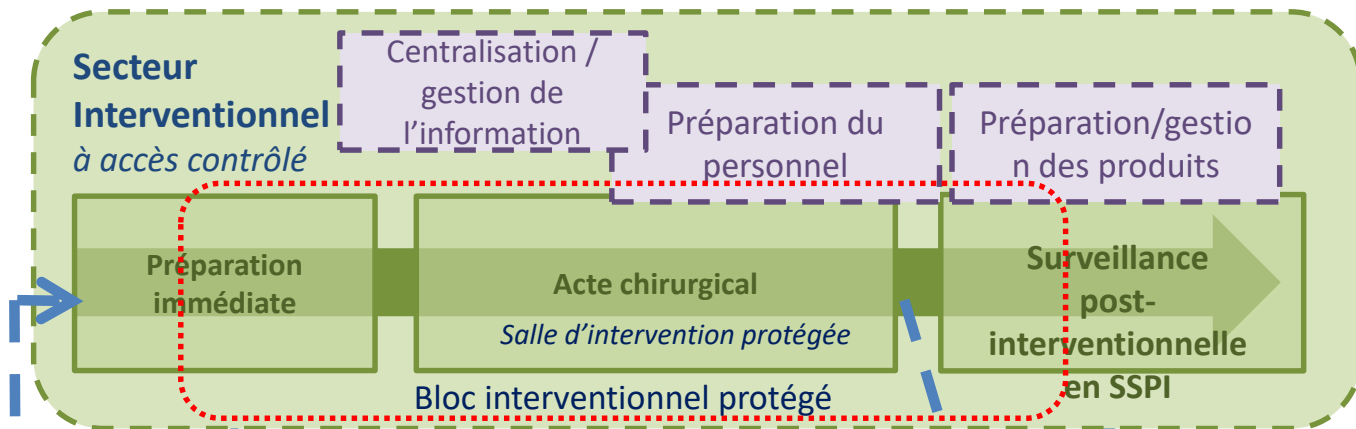 Secteur
Interventionnel
à accès contrôlé
Centralisation /
gestion de
l'information
Préparation du
personnel
Préparation/gestio
n des produits
Préparation
immédiate
Acte chirurgical
Salle d'intervention protégée
Surveillance
post-
interventionnelle
en SSPI
Bloc interventionnel protégé